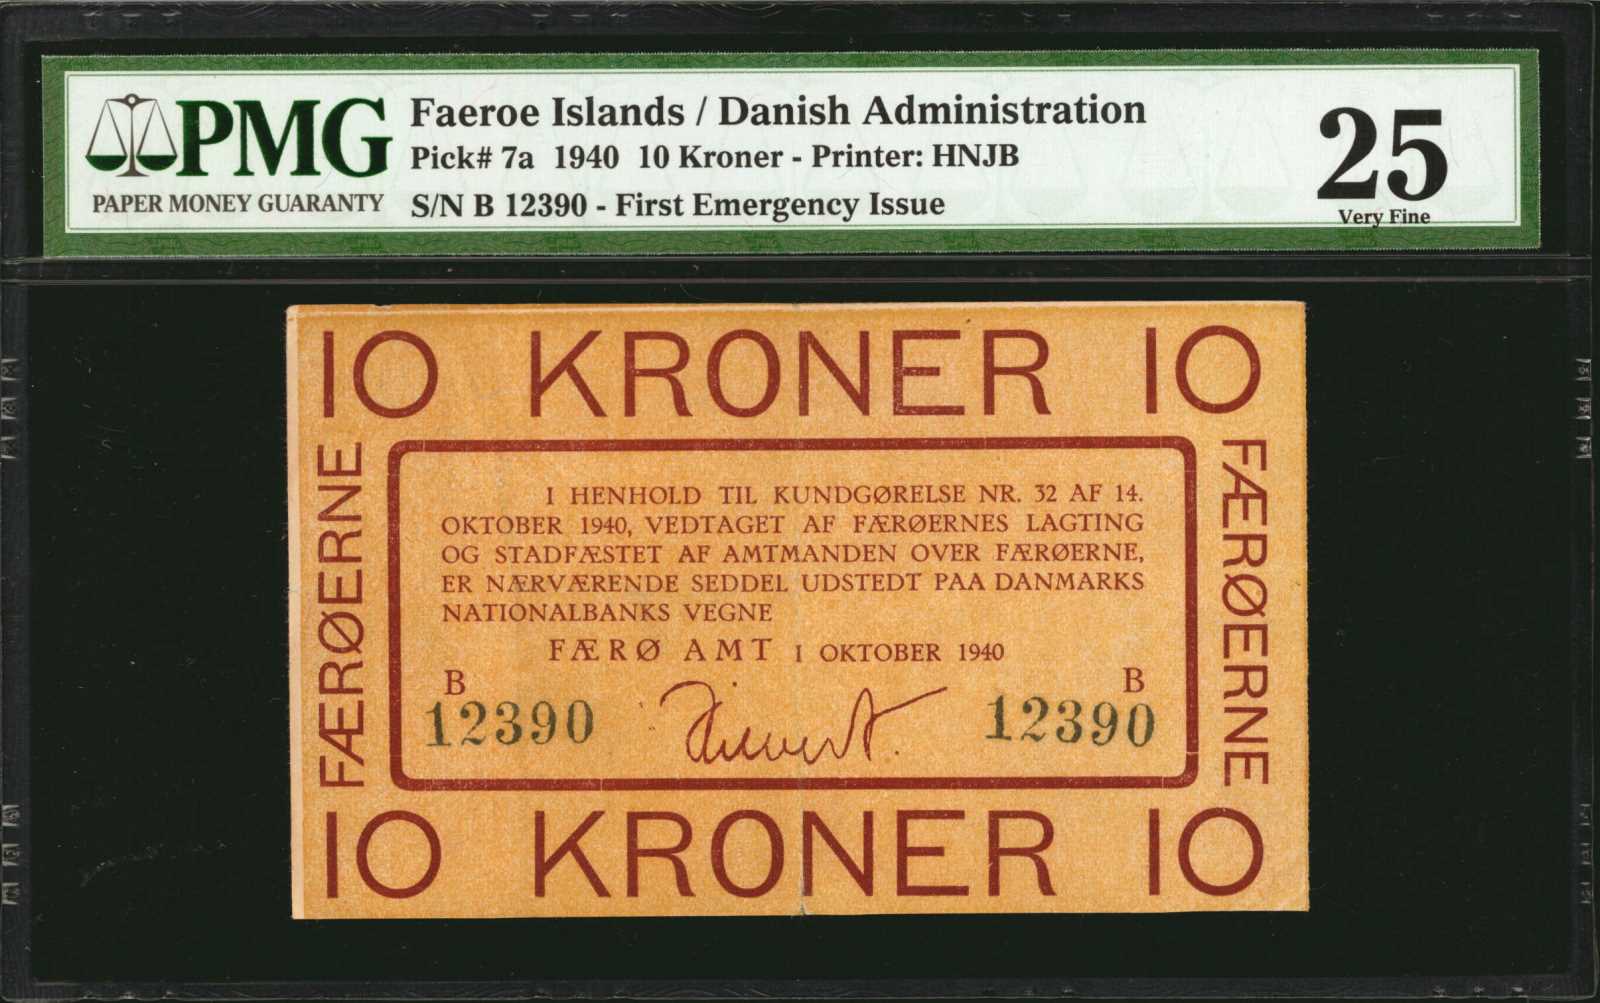 PMG
PAPER MONEY GUARANTY
Faeroe Islands / Danish Administration
Pick# 7a 1940 10 Kroner - Printer: HNJB
S/N B 12390 - First Emergency Issue
25
Very Fine
10 KRONER 10
FÆRØERNE
FÆRØERNE
I HENHOLD TIL KUNDGØRELSE NR. 32 AF 14.
OKTOBER 1940, VEDTAGET AF FÆRØERNES LAGTING
OG STADFÆSTET AF AMTMANDEN OVER FÆRØERNE,
ER NÆRVÆRENDE SEDDEL UDSTEDT PAA DANMARKS
NATIONALBANKS VEGNE
FÆRØ AMT 1 OKTOBER 1940
B B
12390 12390
10 KRONER 10